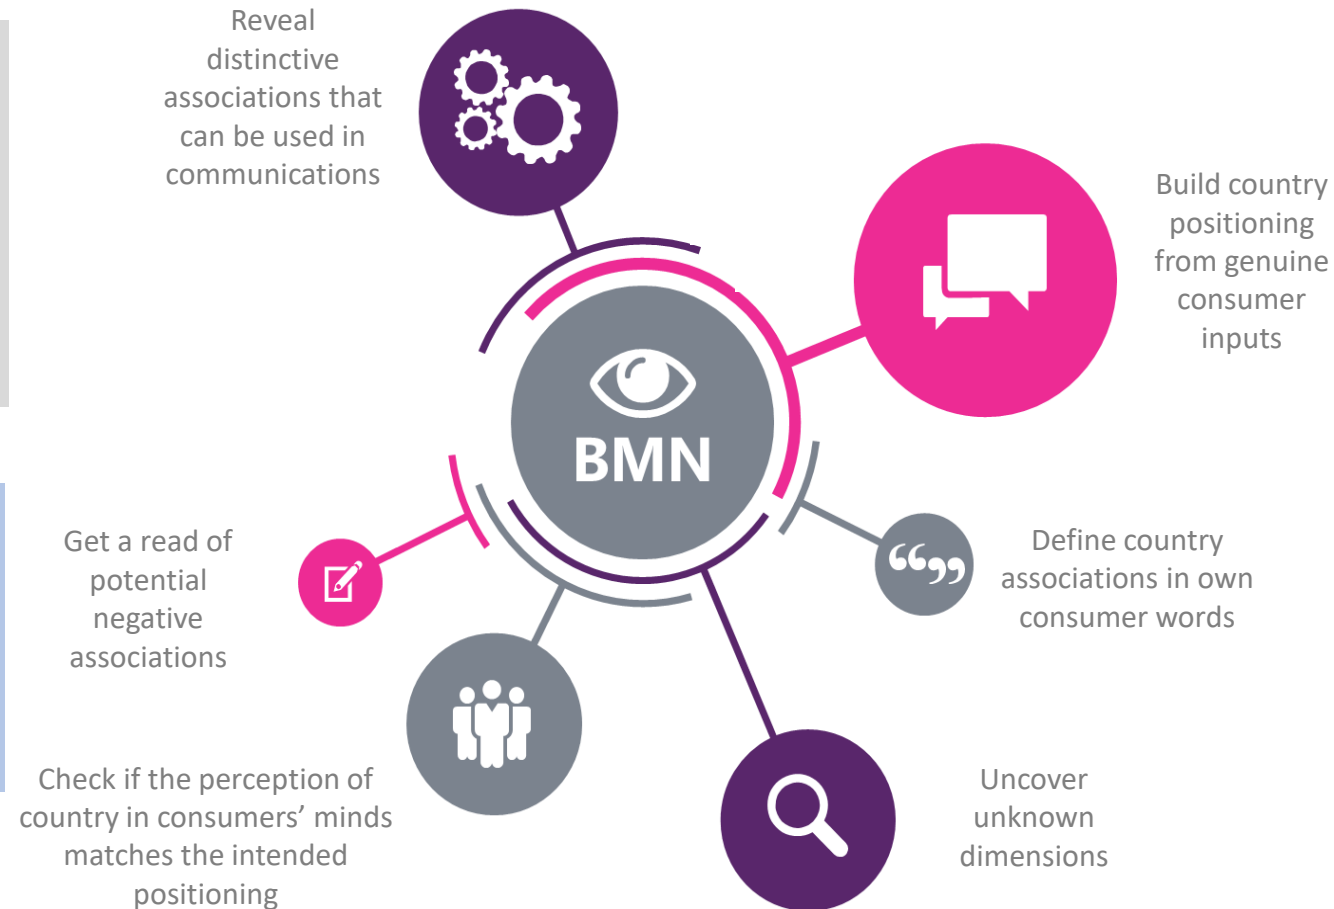 Reveal
distinctive
associations that
can be used in
communications
Build country
positioning
from genuine
consumer
inputs
BMN
Get a read of
potential
negative
associations
Define country
associations in own
consumer words
Check if the perception of
country in consumers’ minds
matches the intended
positioning
Uncover
unknown
dimensions